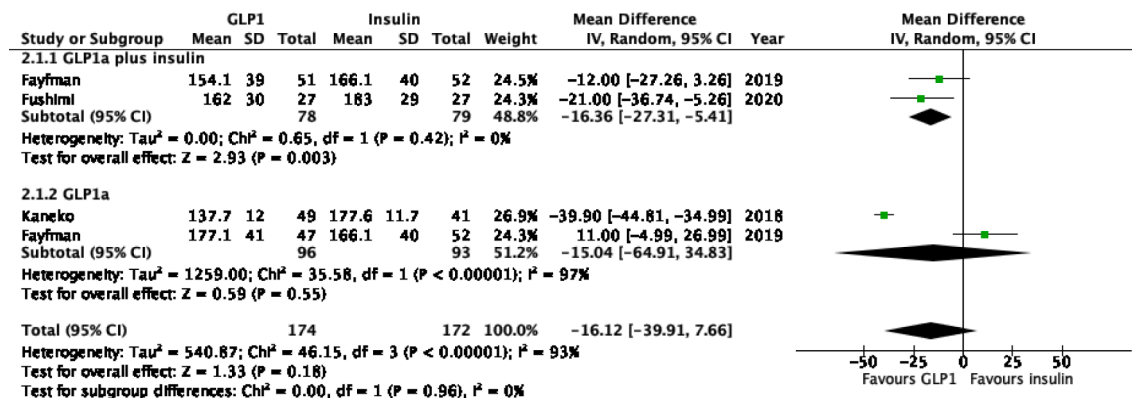 GLP1 Insulin Mean Difference Mean Difference
Study or Subgroup Mean SD Total Mean SD Total Weight IV, Random, 95% CI Year IV, Random, 95% CI
2.1.1 GLP1a plus insulin
Fayfman 154.1 39 51 166.1 40 52 24.5% -12.00 [-27.26, 3.26] 2019
Fushimi 162 30 27 183 29 27 24.3% -21.00 [-36.74, -5.26] 2020
Subtotal (95% CI) 78 79 48.8% -16.36 [-27.31, -5.41]
Heterogeneity: Tau² = 0.00; Chi² = 0.65, df = 1 (P = 0.42); I² = 0%
Test for overall effect: Z = 2.93 (P = 0.003)
2.1.2 GLP1a
Kaneko 137.7 12 49 177.6 11.7 41 26.9% -39.90 [-44.81, -34.99] 2018
Fayfman 177.1 41 47 166.1 40 52 24.3% 11.00 [-4.99, 26.99] 2019
Subtotal (95% CI) 96 93 51.2% -15.04 [-64.91, 34.83]
Heterogeneity: Tau² = 1259.00; Chi² = 35.58, df = 1 (P < 0.00001); I² = 97%
Test for overall effect: Z = 0.59 (P = 0.55)
Total (95% CI) 174 172 100.0% -16.12 [-39.91, 7.66]
Heterogeneity: Tau² = 540.87; Chi² = 46.15, df = 3 (P < 0.00001); I² = 93%
Test for overall effect: Z = 1.33 (P = 0.18)
Test for subgroup differences: Chi² = 0.00, df = 1 (P = 0.96), I² = 0%
-50 -25 0 25 50
Favours GLP1 Favours insulin